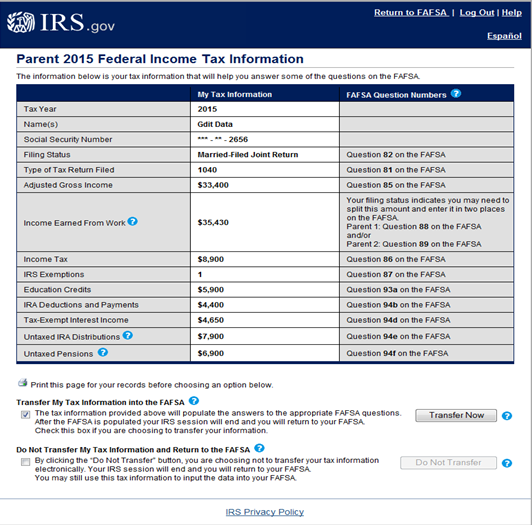 IRS.gov
Return to FAFSA | Log Out | Help
Español
Parent 2015 Federal Income Tax Information
The information below is your tax information that will help you answer some of the questions on the FAFSA.
My Tax Information FAFSA Question Numbers ?
Tax Year 2015
Name(s) Gdit Data
Social Security Number *** - ** - 2656
Filing Status Married-Filed Joint Return Question 82 on the FAFSA
Type of Tax Return Filed 1040 Question 81 on the FAFSA
Adjusted Gross Income $33,400 Question 85 on the FAFSA
Income Earned From Work ? $35,430 Your filing status indicates you may need to
split this amount and enter it in two places
on the FAFSA.
Parent 1: Question 88 on the FAFSA
and/or
Parent 2: Question 89 on the FAFSA
Income Tax $8,900 Question 86 on the FAFSA
IRS Exemptions 1 Question 87 on the FAFSA
Education Credits $5,900 Question 93a on the FAFSA
IRA Deductions and Payments $4,400 Question 94b on the FAFSA
Tax-Exempt Interest Income $4,650 Question 94d on the FAFSA
Untaxed IRA Distributions ? $7,900 Question 94e on the FAFSA
Untaxed Pensions ? $6,900 Question 94f on the FAFSA
Print this page for your records before choosing an option below.
Transfer My Tax Information into the FAFSA ?
The tax information provided above will populate the answers to the appropriate FAFSA questions.
After the FAFSA is populated your IRS session will end and you will return to your FAFSA.
Check this box if you are choosing to transfer your information.
Transfer Now ?
Do Not Transfer My Tax Information and Return to the FAFSA ?
By clicking the "Do Not Transfer" button, you are choosing not to transfer your tax information
electronically. Your IRS session will end and you will return to your FAFSA.
You may still use this tax information to input the data into your FAFSA.
Do Not Transfer ?
IRS Privacy Policy